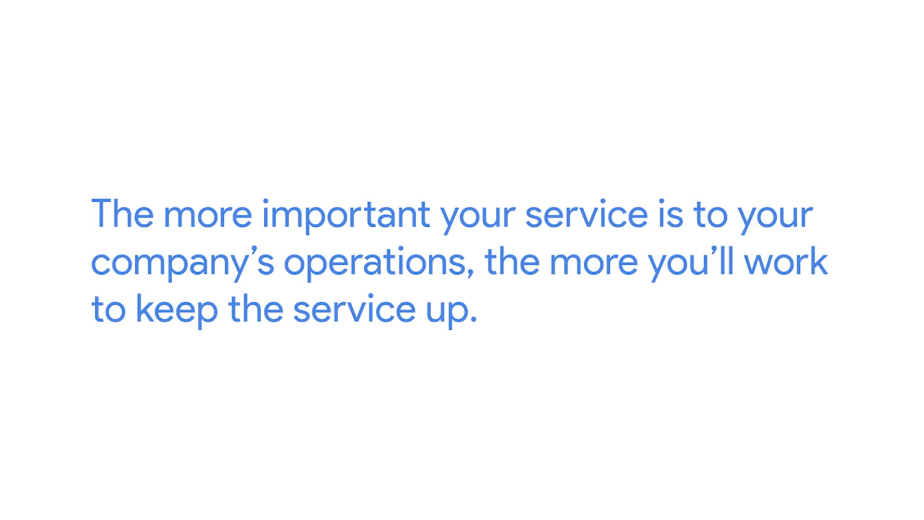 The more important your service is to your
company’s operations, the more you’ll work
to keep the service up.